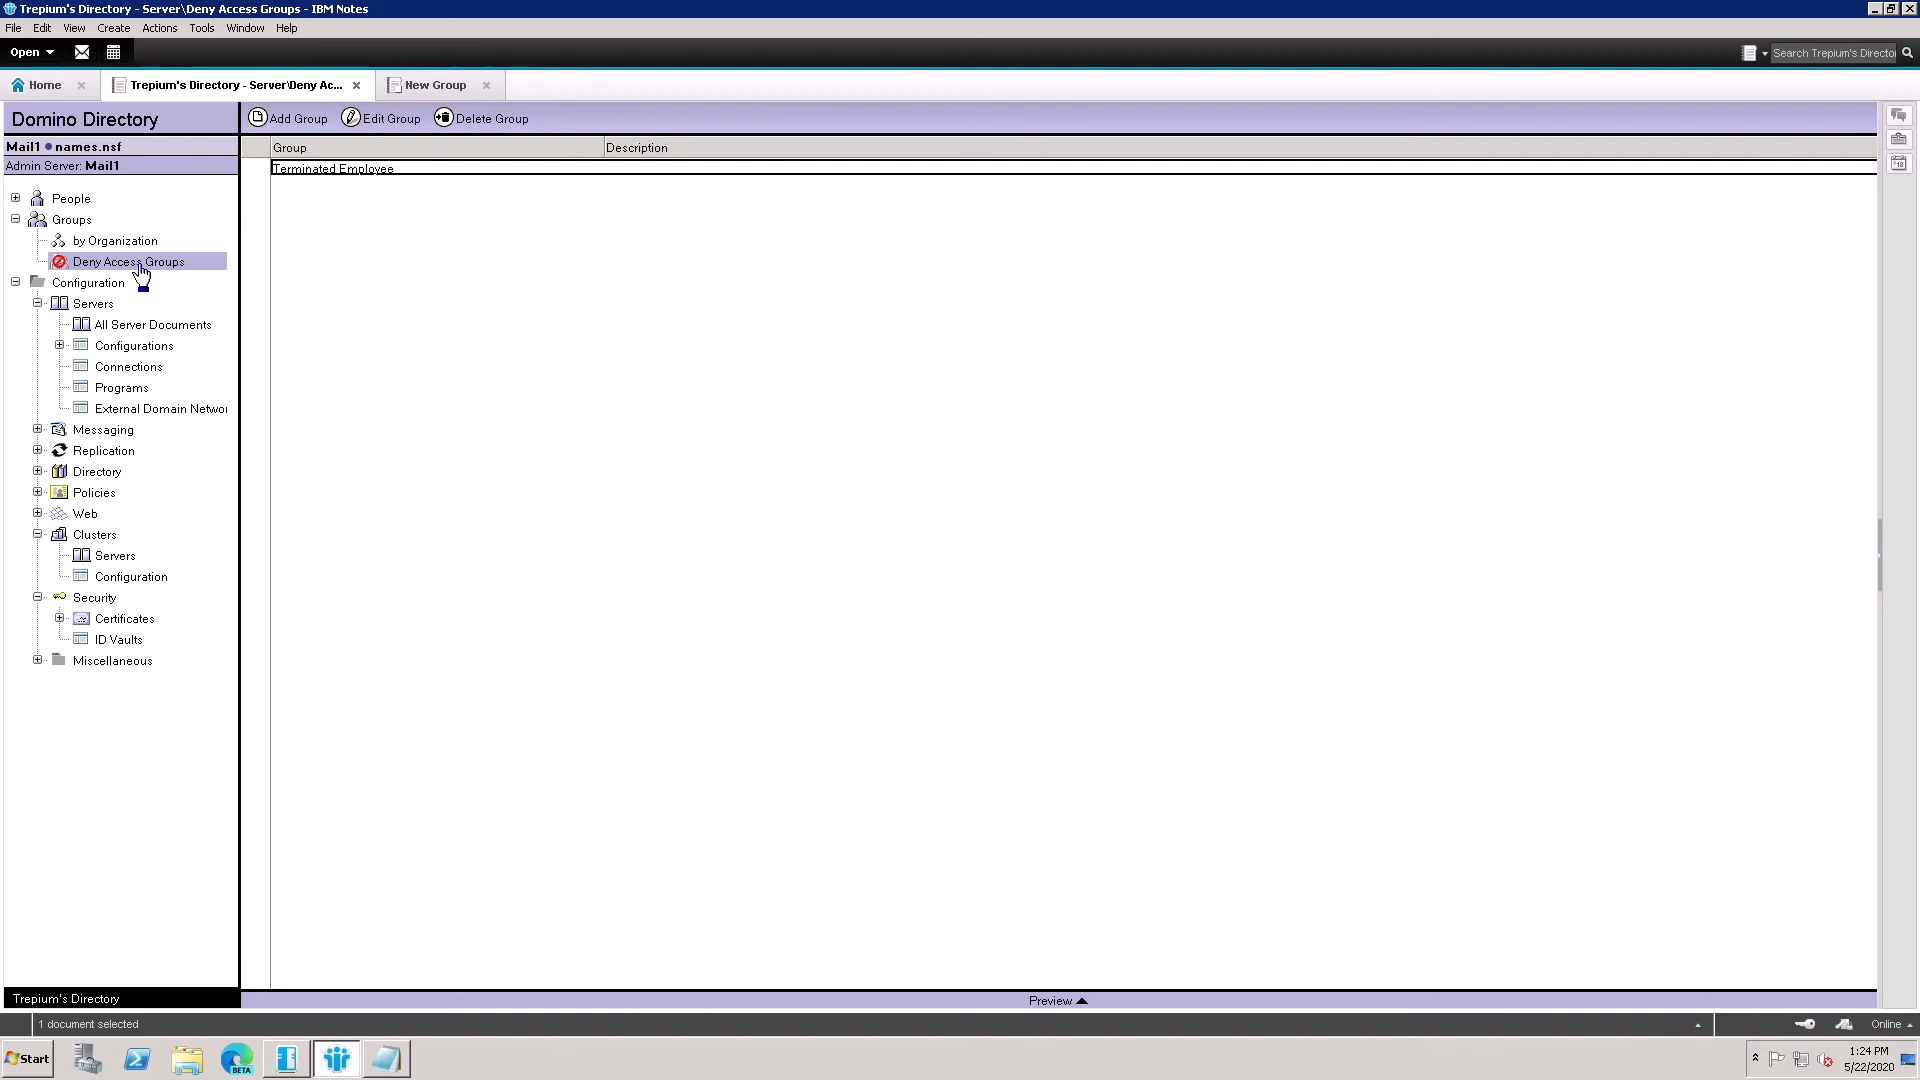 Trepium's Directory - Server\Deny Access Groups - IBM Notes
File Edit View Create Actions Tools Window Help
Open
Search Trepium's Director
Home
Trepium's Directory - Server\Deny Ac...
New Group
Domino Directory
Add Group Edit Group Delete Group
Mail1 names.nsf
Group Description
Admin Server: Mail1
Terminated Employee
People
Groups
by Organization
Deny Access Groups
Configuration
Servers
All Server Documents
Configurations
Connections
Programs
External Domain Networ
Messaging
Replication
Directory
Policies
Web
Clusters
Servers
Configuration
Security
Certificates
ID Vaults
Miscellaneous
Trepium's Directory
Preview
1 document selected
Online
Start
BETA
1:24 PM
5/22/2020